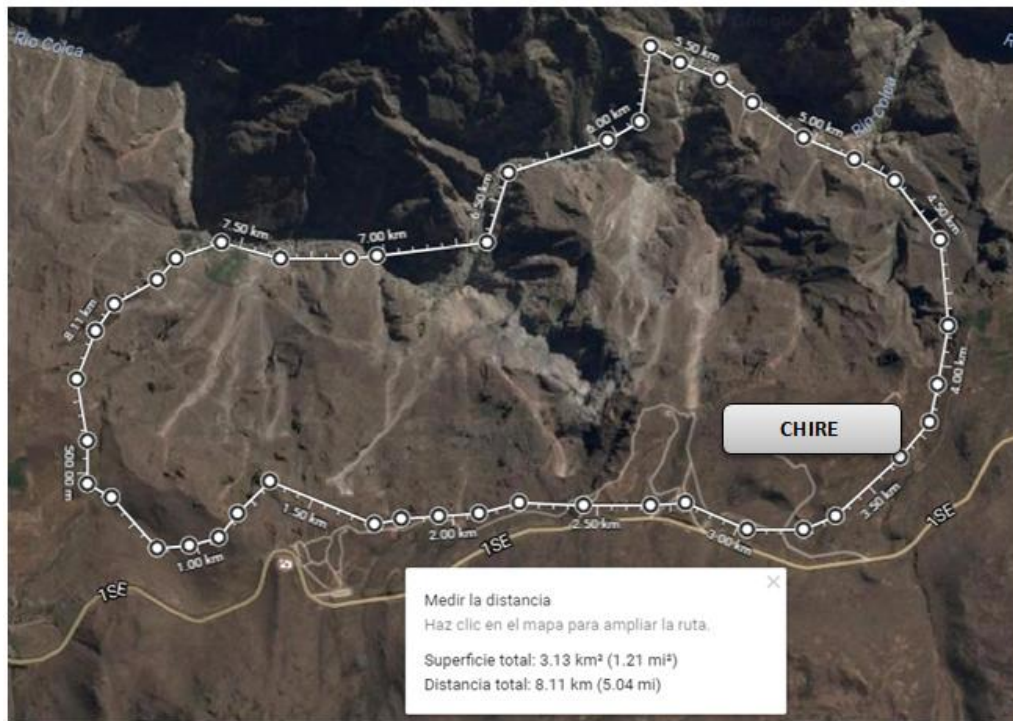 Rio Colca
R
5.50 km
5.00 km
Rio Colca
6.00 km
6.50 km
4.50 km
7.50 km
7.00 km
8.11 km
4.00 km
CHIRE
500.00 m
3.50 km
1.50 km
2.00 km
2.50 km
3.00 km
1SE
1.00 km
1SE
1SE
Medir la distancia
Haz clic en el mapa para ampliar la ruta.
Superficie total: 3.13 km² (1.21 mi²)
Distancia total: 8.11 km (5.04 mi)